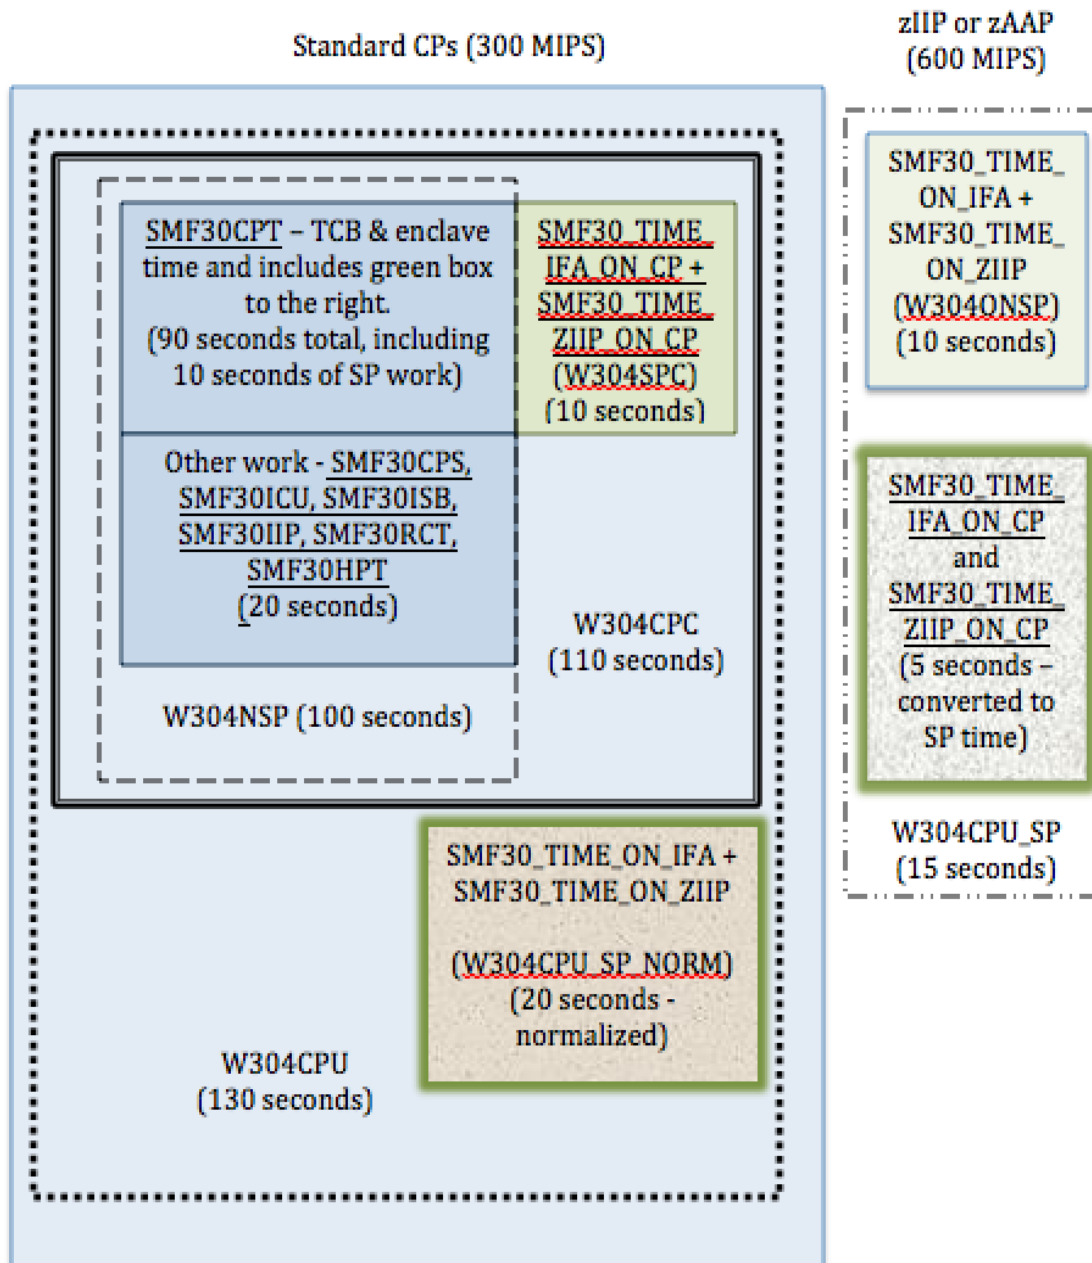 Standard CPs (300 MIPS)
zIIP or zAAP
(600 MIPS)
SMF30CPT – TCB & enclave
time and includes green box
to the right.
(90 seconds total, including
10 seconds of SP work)
SMF30_TIME_
IFA_ON_CP +
SMF30_TIME_
ZIIP_ON_CP
(W304SPC)
(10 seconds)
Other work - SMF30CPS,
SMF30ICU, SMF30ISB,
SMF30IIP, SMF30RCT,
SMF30HPT
(20 seconds)
W304CPC
(110 seconds)
W304NSP (100 seconds)
SMF30_TIME_ON_IFA +
SMF30_TIME_ON_ZIIP
(W304CPU_SP_NORM)
(20 seconds -
normalized)
W304CPU
(130 seconds)
SMF30_TIME_
ON_IFA +
SMF30_TIME_
ON_ZIIP
(W304ONSP)
(10 seconds)
SMF30_TIME_
IFA_ON_CP
and
SMF30_TIME_
ZIIP_ON_CP
(5 seconds –
converted to
SP time)
W304CPU_SP
(15 seconds)